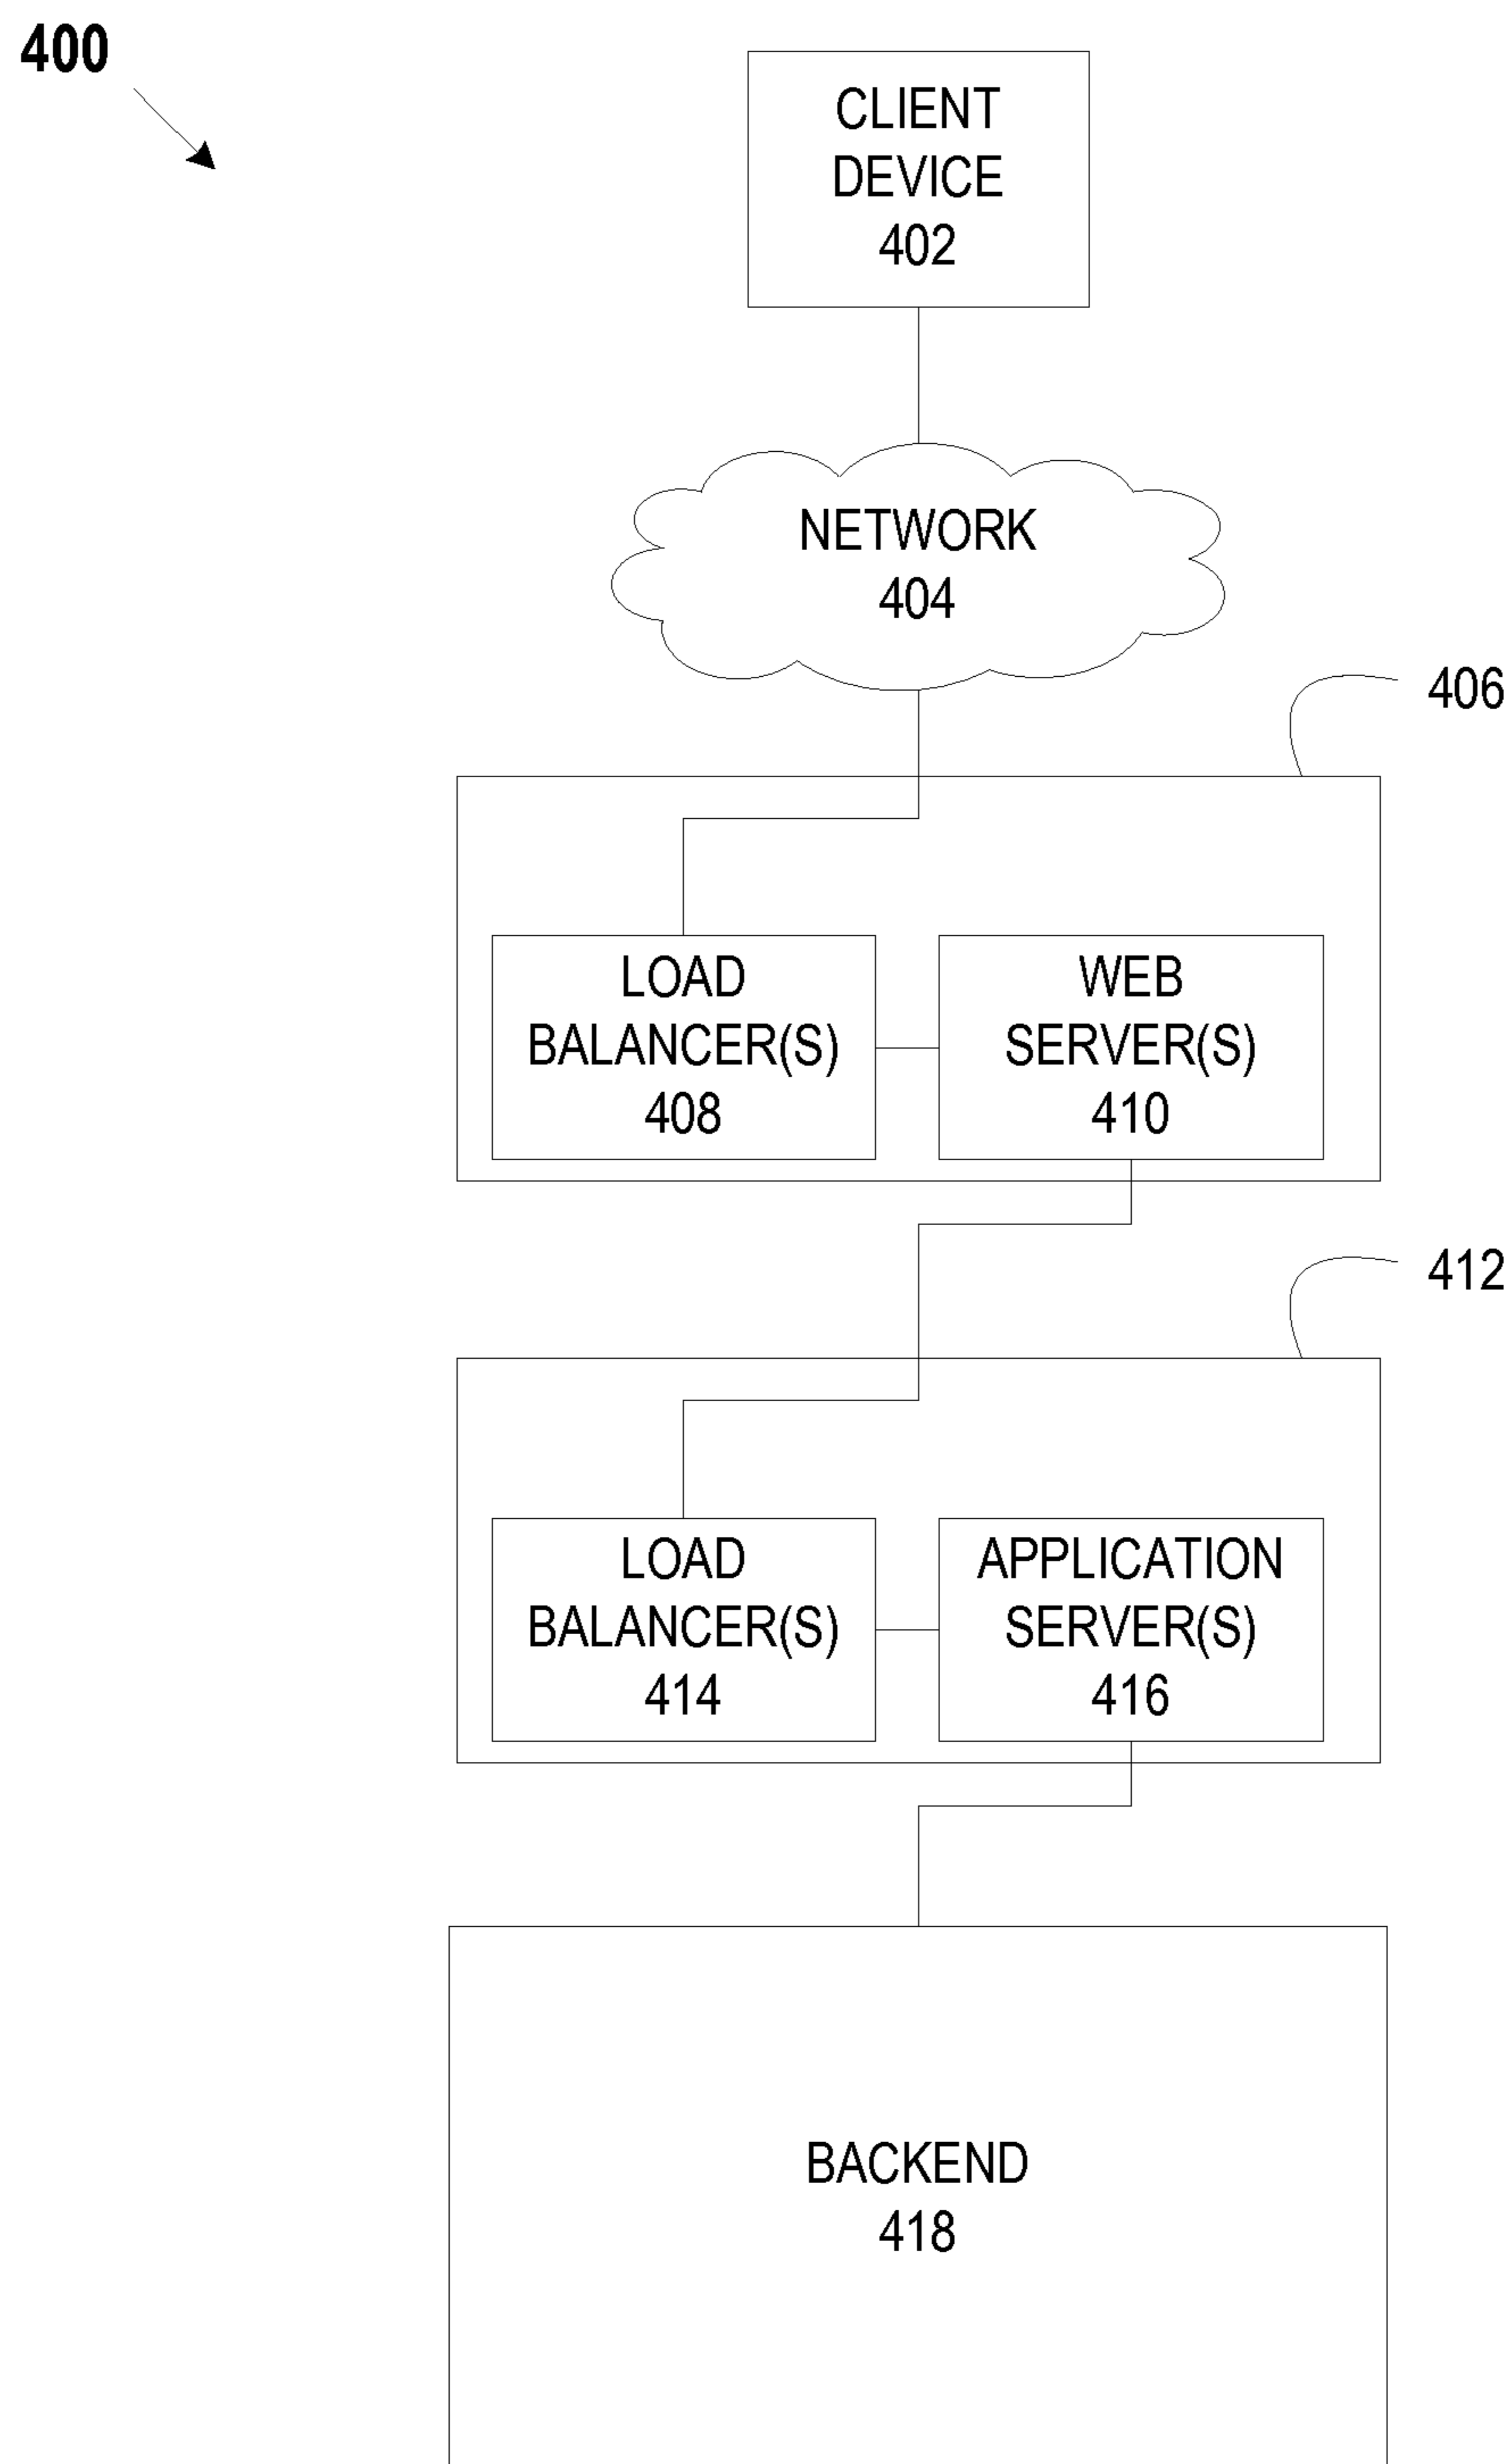 400
CLIENT
DEVICE
402
NETWORK
404
406
LOAD
BALANCER(S)
408
WEB
SERVER(S)
410
412
LOAD
BALANCER(S)
414
APPLICATION
SERVER(S)
416
BACKEND
418